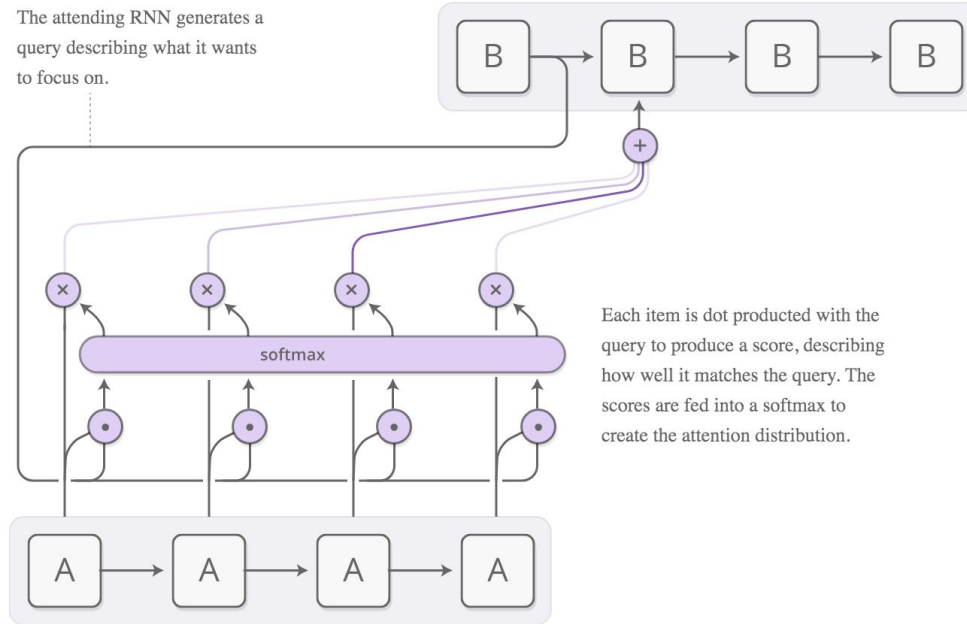 The attending RNN generates a
query describing what it wants
to focus on.
B B B B
+
× × × ×
softmax
Each item is dot producted with the
query to produce a score, describing
how well it matches the query. The
scores are fed into a softmax to
create the attention distribution.
• • • •
A A A A